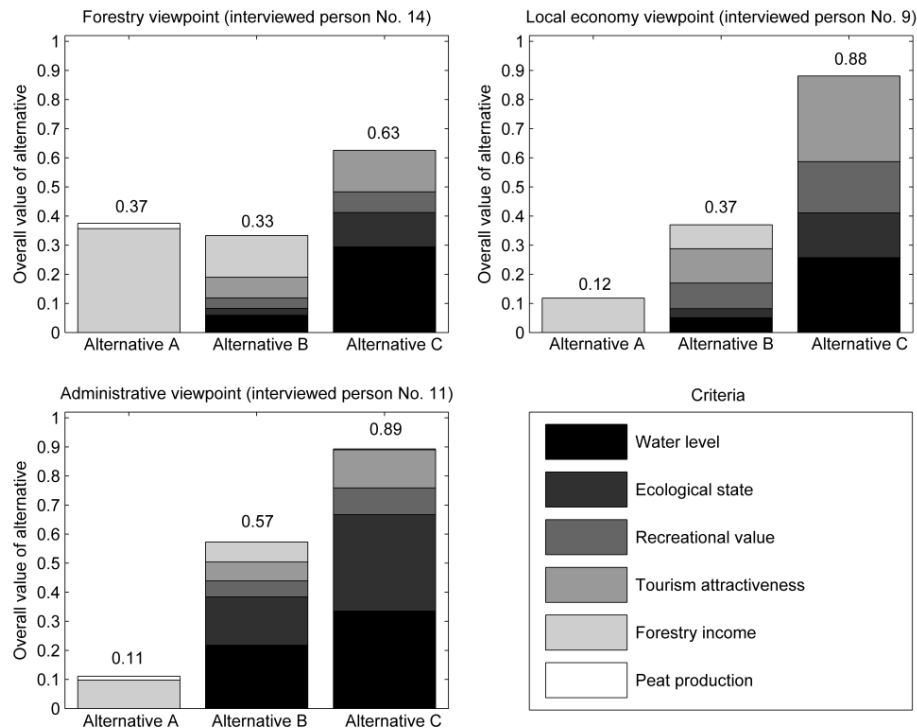 Forestry viewpoint (interviewed person No. 14)
Overall value of alternative
1
0.9
0.8
0.7
0.6
0.5
0.4
0.3
0.2
0.1
0
0.37
0.33
0.63
Alternative A
Alternative B
Alternative C
Local economy viewpoint (interviewed person No. 9)
Overall value of alternative
1
0.9
0.8
0.7
0.6
0.5
0.4
0.3
0.2
0.1
0
0.12
0.37
0.88
Alternative A
Alternative B
Alternative C
Administrative viewpoint (interviewed person No. 11)
Overall value of alternative
1
0.9
0.8
0.7
0.6
0.5
0.4
0.3
0.2
0.1
0
0.11
0.57
0.89
Alternative A
Alternative B
Alternative C
Criteria
Water level
Ecological state
Recreational value
Tourism attractiveness
Forestry income
Peat production